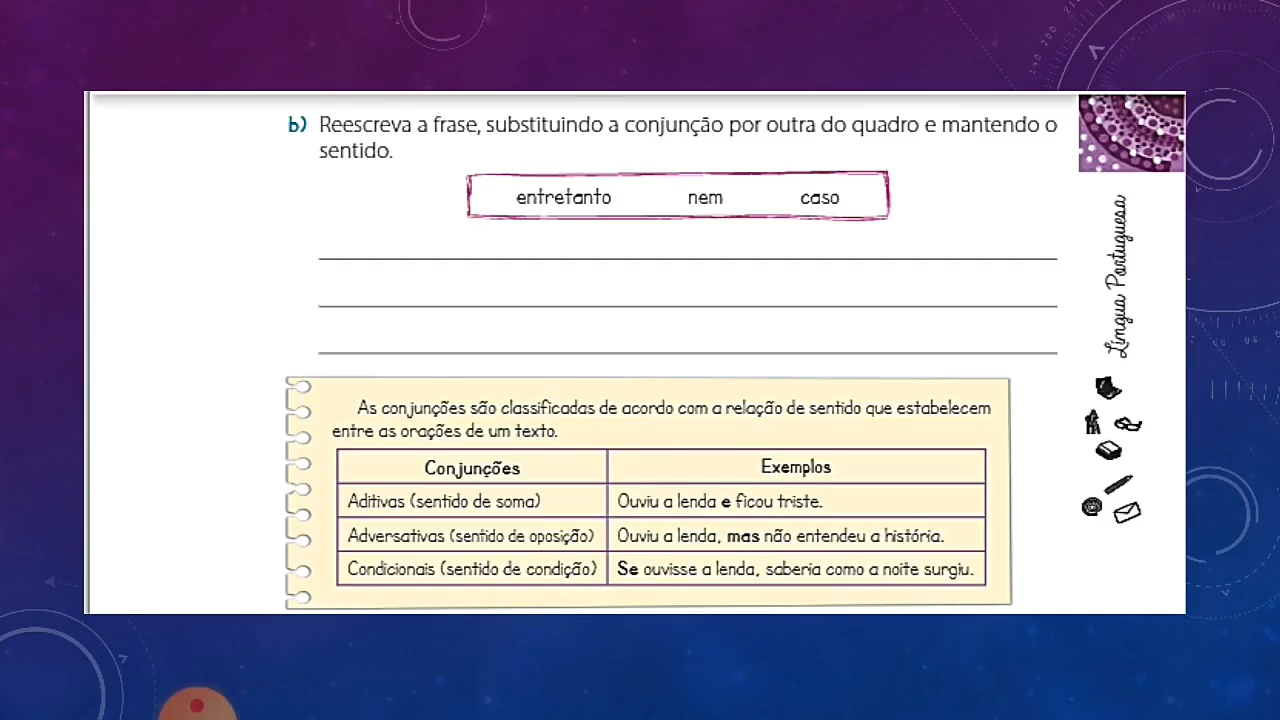 b) Reescreva a frase, substituindo a conjunção por outra do quadro e mantendo o
sentido.
entretanto nem caso
Língua Portuguesa
As conjunções são classificadas de acordo com a relação de sentido que estabelecem
entre as orações de um texto.
Conjunções Exemplos
Aditivas (sentido de soma) Ouviu a lenda e ficou triste.
Adversativas (sentido de oposição) Ouviu a lenda, mas não entendeu a história.
Condicionais (sentido de condição) Se ouvisse a lenda, saberia como a noite surgiu.